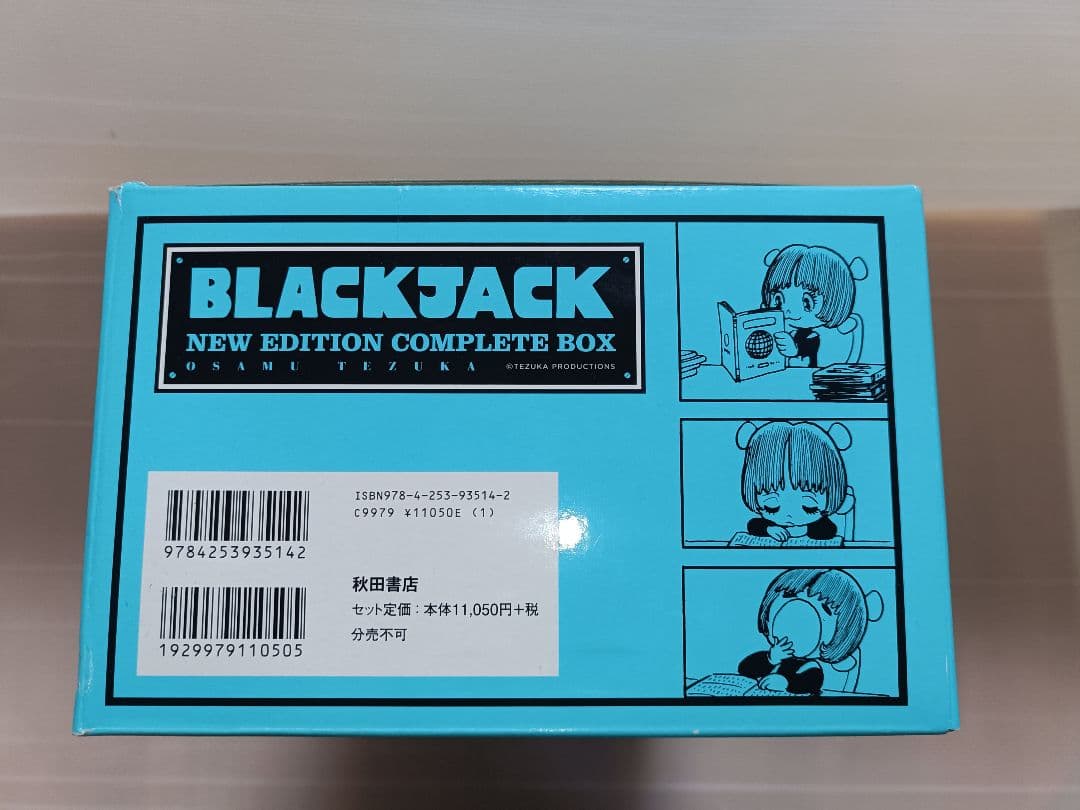 BLACKJACK
NEW EDITION COMPLETE BOX
OSAMU TEZUKA ©TEZUKA PRODUCTIONS
ISBN978-4-253-93514-2
C9979 ¥11050E (1)
9784253935142
秋田書店
セット定価：本体11,050円+税
分売不可
1929979110505